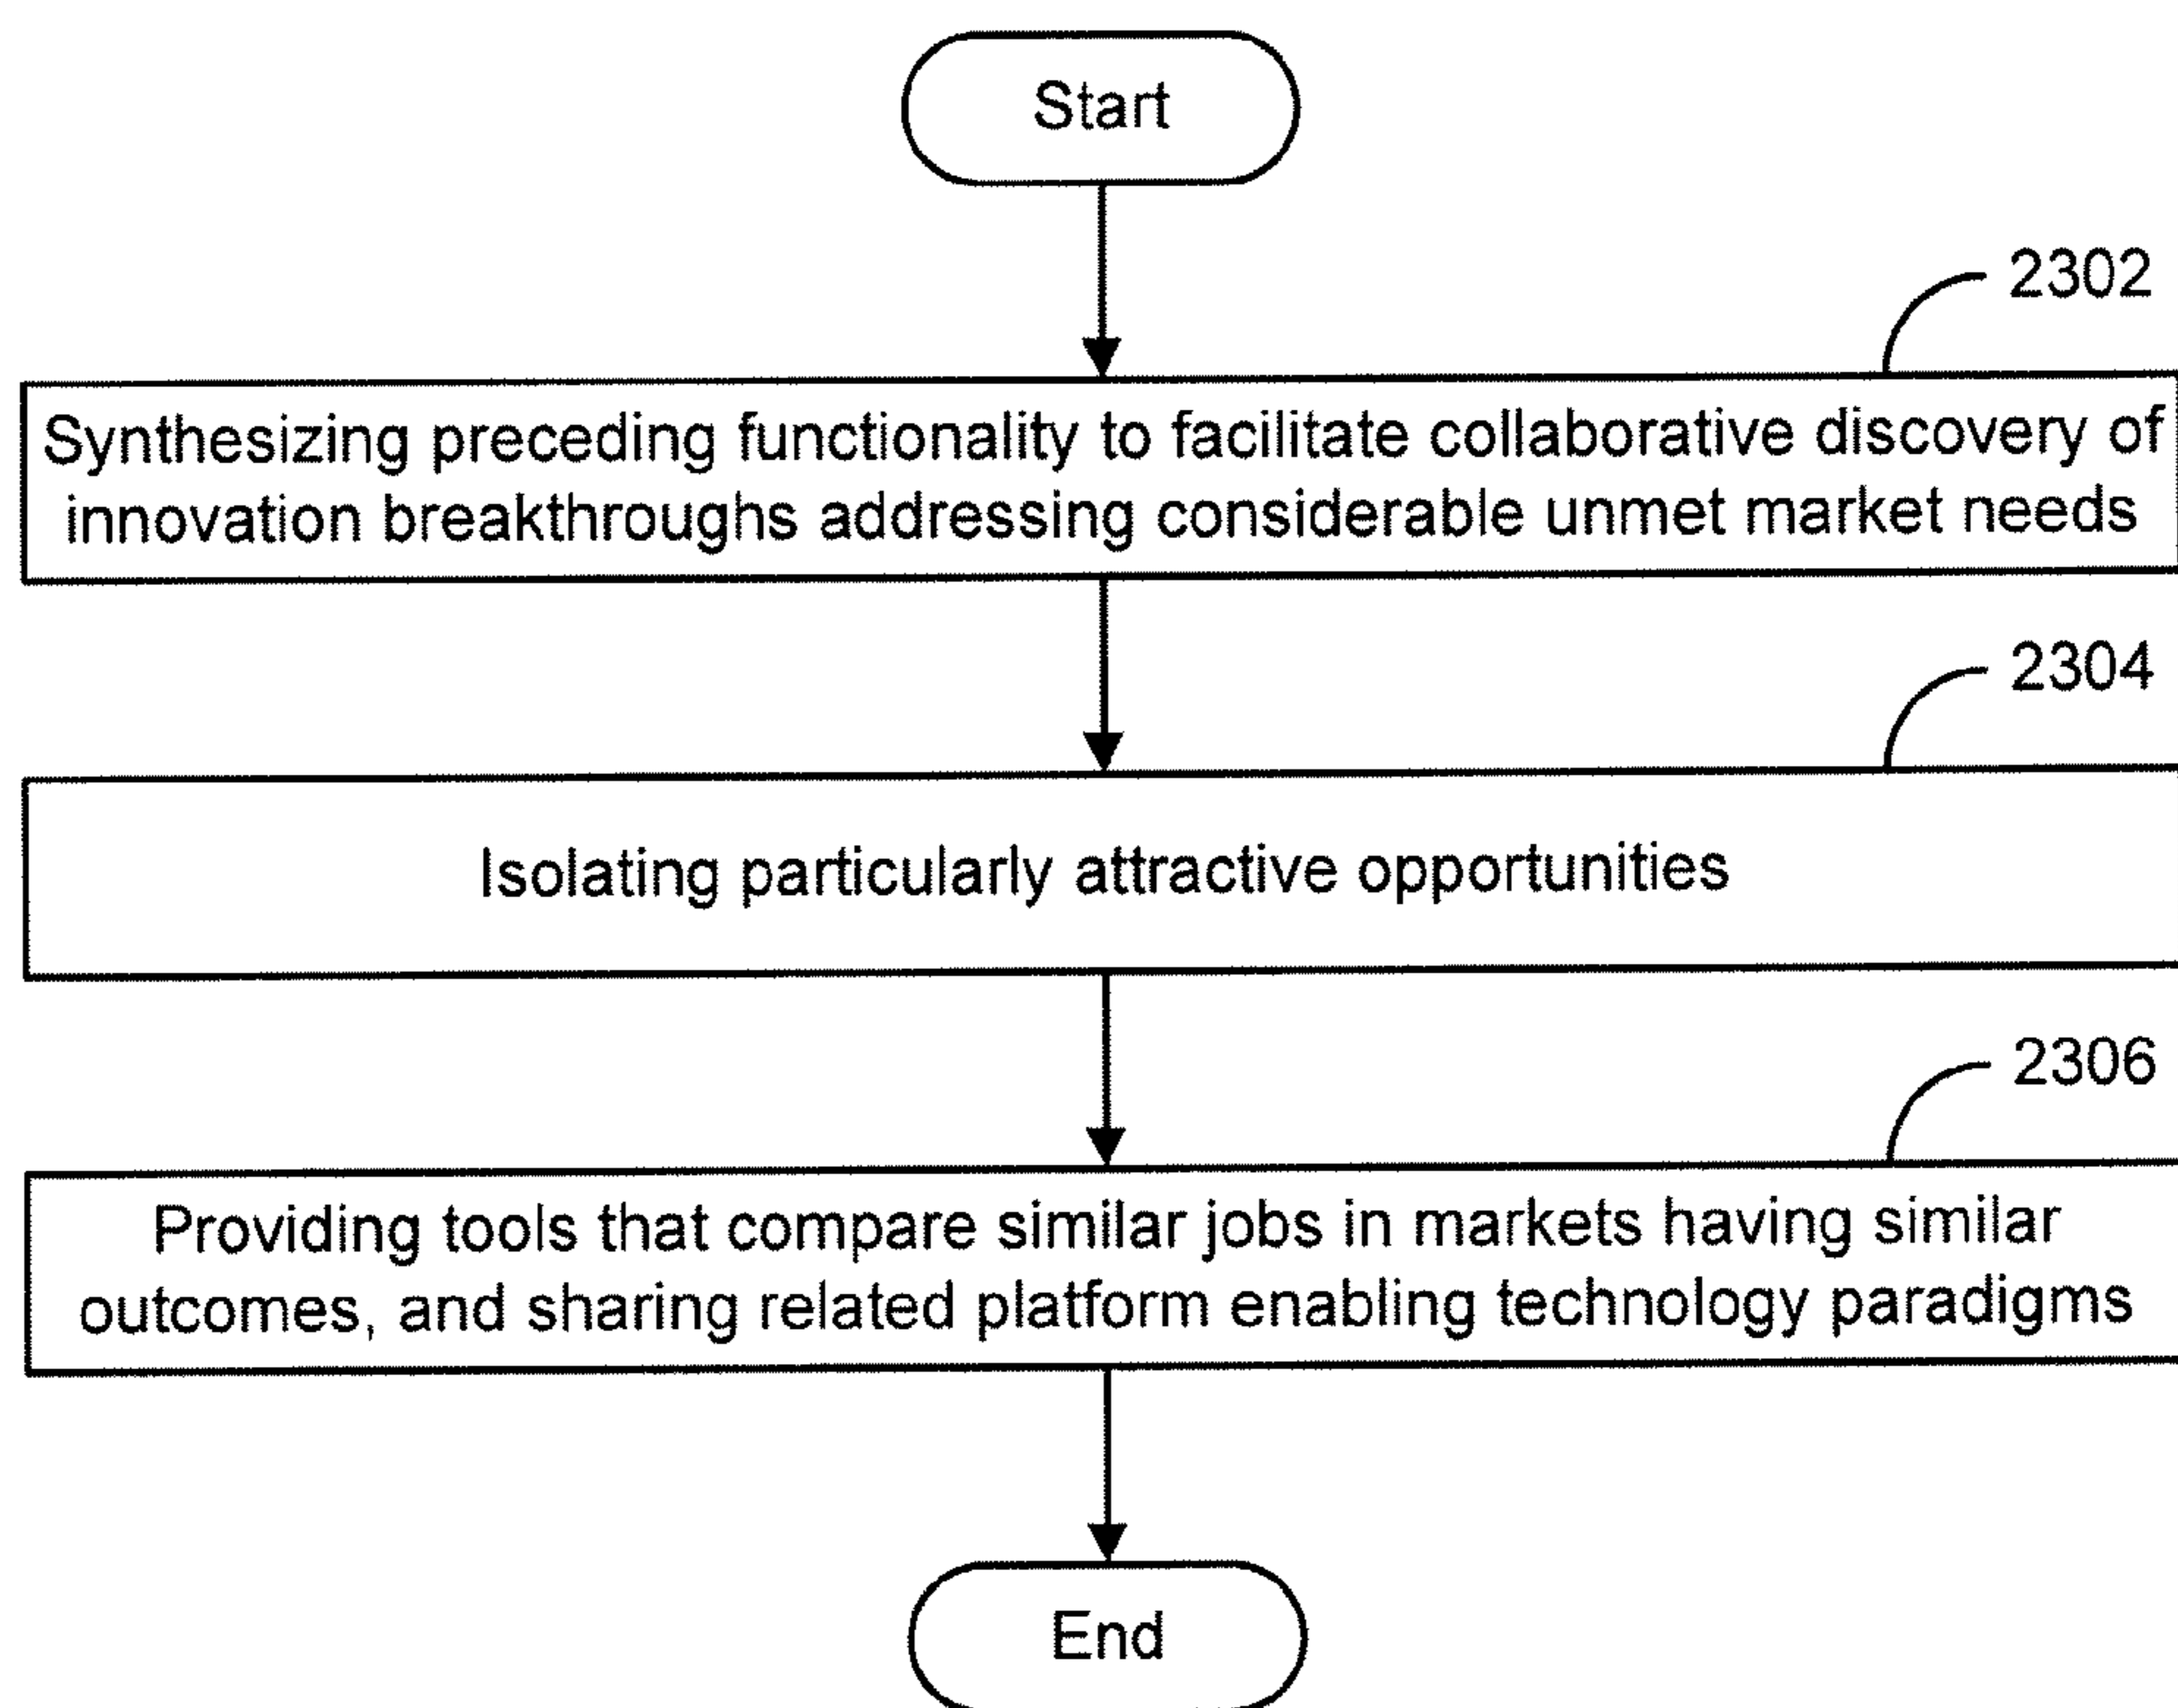 Start
2302
Synthesizing preceding functionality to facilitate collaborative discovery of
innovation breakthroughs addressing considerable unmet market needs
2304
Isolating particularly attractive opportunities
2306
Providing tools that compare similar jobs in markets having similar
outcomes, and sharing related platform enabling technology paradigms
End